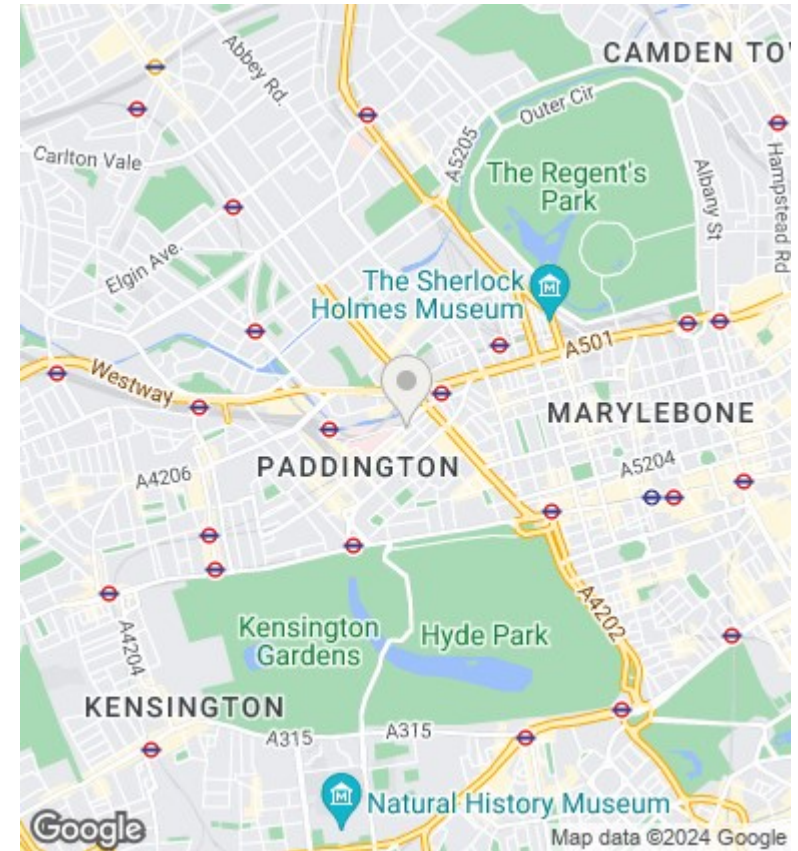 CAMDEN TO
Abbey Rd.
Outer Cir
Carlton Vale
A5205
The Regent's
Park
Albany St
Hampstead Rd
Elgin Ave.
The Sherlock
Holmes Museum
A501
Westway
MARYLEBONE
PADDINGTON
A5204
A4206
A4202
Kensington
Gardens
Hyde Park
A4204
KENSINGTON
A315
A315
Natural History Museum
Google
Map data ©2024 Google